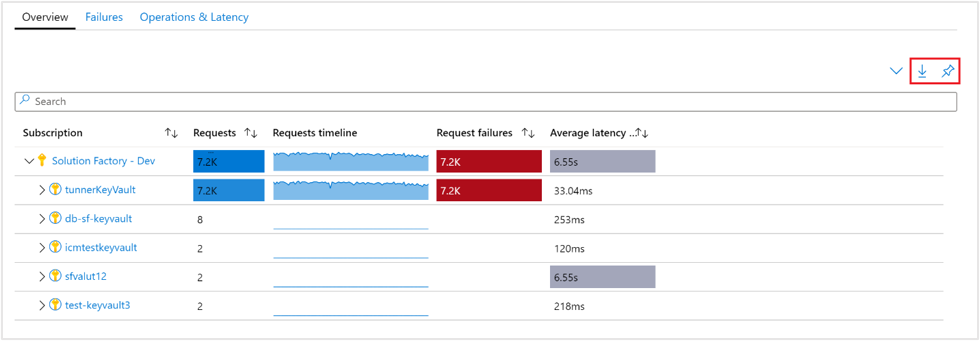 Overview Failures Operations & Latency
Search
Subscription Requests Requests timeline Request failures Average latency ...
Solution Factory - Dev 7.2K 7.2K 6.55s
tunnerKeyVault 7.2K 7.2K 33.04ms
db-sf-keyvault 8 253ms
icmtestkeyvault 2 120ms
sfvalut12 2 6.55s
test-keyvault3 2 218ms